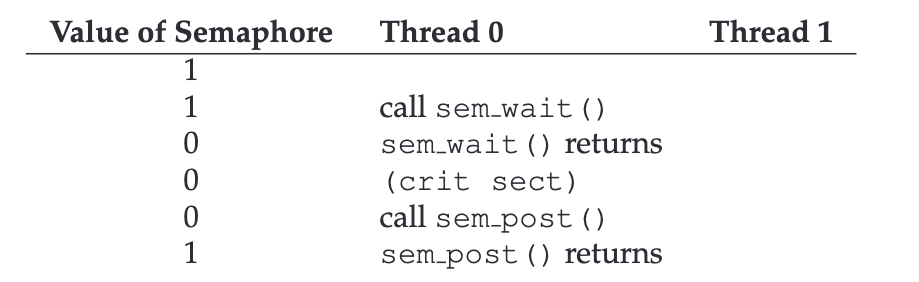 Value of Semaphore Thread 0 Thread 1
1
1 call sem_wait()
0 sem_wait() returns
0 (crit sect)
0 call sem_post()
1 sem_post() returns